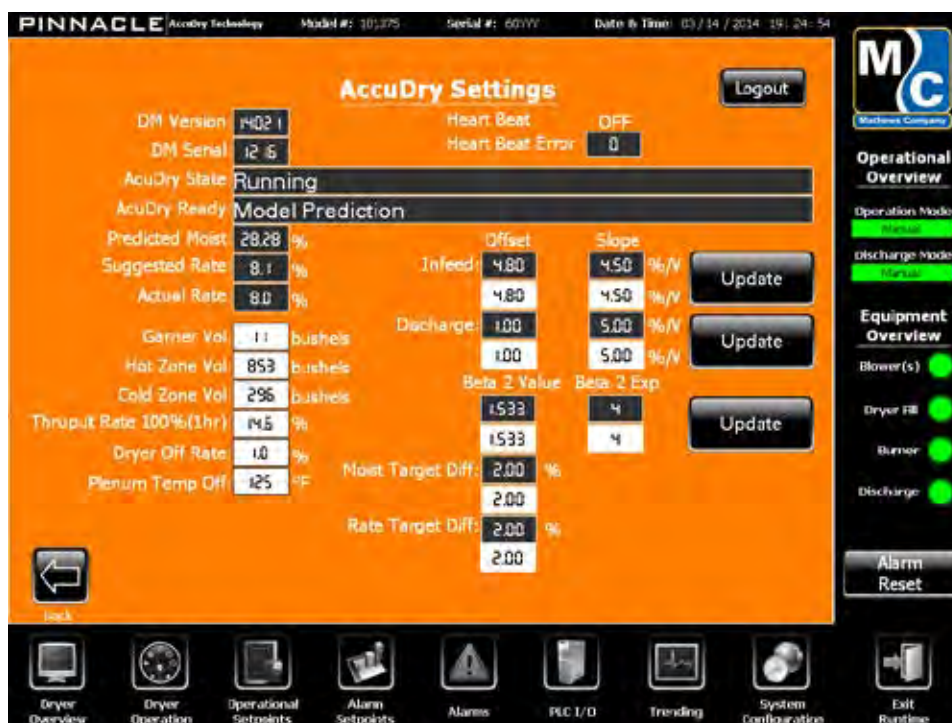 PINNACLE AccuDry Technology Model #: 101375 Serial #: Date & Time: 03/14/2014 19:24:54
MC
Mathews Company
AccuDry Settings
Logout
DM Version 14021 Heart Beat OFF
DM Serial 1216 Heart Beat Error 0
AcuDry State Running
AcuDry Ready Model Prediction
Predicted Moist 28.28 % Offset Slope
Suggested Rate 8.1 % Infeed: 4.80 4.50 %/V Update
Actual Rate 8.0 % 4.80 4.50 %/V
Garner Vol 11 bushels Discharge: 1.00 5.00 %/V Update
Hot Zone Vol 853 bushels 1.00 5.00 %/V
Cold Zone Vol 296 bushels Beta 2 Value Beta 2 Exp
Thruput Rate 100%(1hr) 14.6 % 1.533 4 Update
Dryer Off Rate 1.0 % 1.533 4
Plenum Temp Off 125 °F Moist Target Diff: 2.00 %
2.00
Rate Target Diff: 2.00 %
2.00
Back
Operational
Overview
Operation Mode
Manual
Discharge Mode
Manual
Equipment
Overview
Blower(s)
Dryer Fill
Burner
Discharge
Alarm
Reset
Dryer
Overview
Dryer
Operation
Operational
Setpoints
Alarm
Setpoints
Alarms
PLC I/O
Trending
System
Configuration
Exit
Runtime